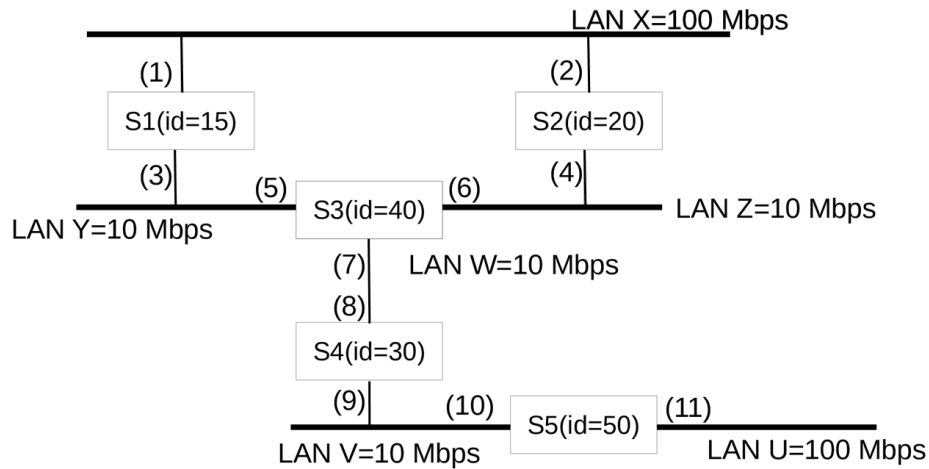 LAN X=100 Mbps
(1)
(2)
S1(id=15)
S2(id=20)
(3)
(4)
(5)
(6)
S3(id=40)
LAN Y=10 Mbps
LAN Z=10 Mbps
(7)
LAN W=10 Mbps
(8)
S4(id=30)
(9)
(10)
(11)
S5(id=50)
LAN V=10 Mbps
LAN U=100 Mbps